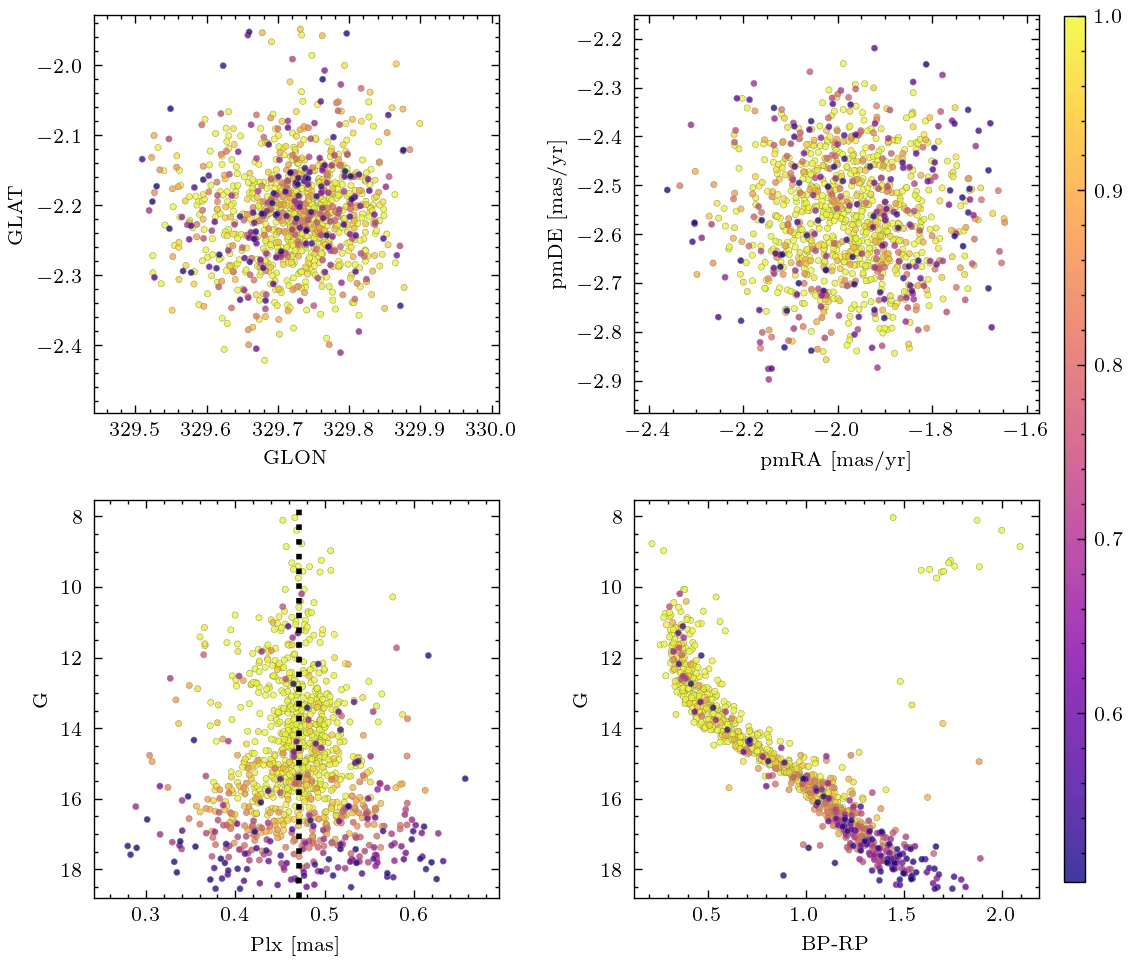 −2.0
−2.1
−2.2
−2.3
−2.4
GLAT
329.5 329.6 329.7 329.8 329.9 330.0
GLON
−2.2
−2.3
−2.4
−2.5
−2.6
−2.7
−2.8
−2.9
pmDE [mas/yr]
−2.4 −2.2 −2.0 −1.8 −1.6
pmRA [mas/yr]
1.0
0.9
0.8
0.7
0.6
8
10
12
14
16
18
G
0.3 0.4 0.5 0.6
Plx [mas]
8
10
12
14
16
18
G
0.5 1.0 1.5 2.0
BP-RP